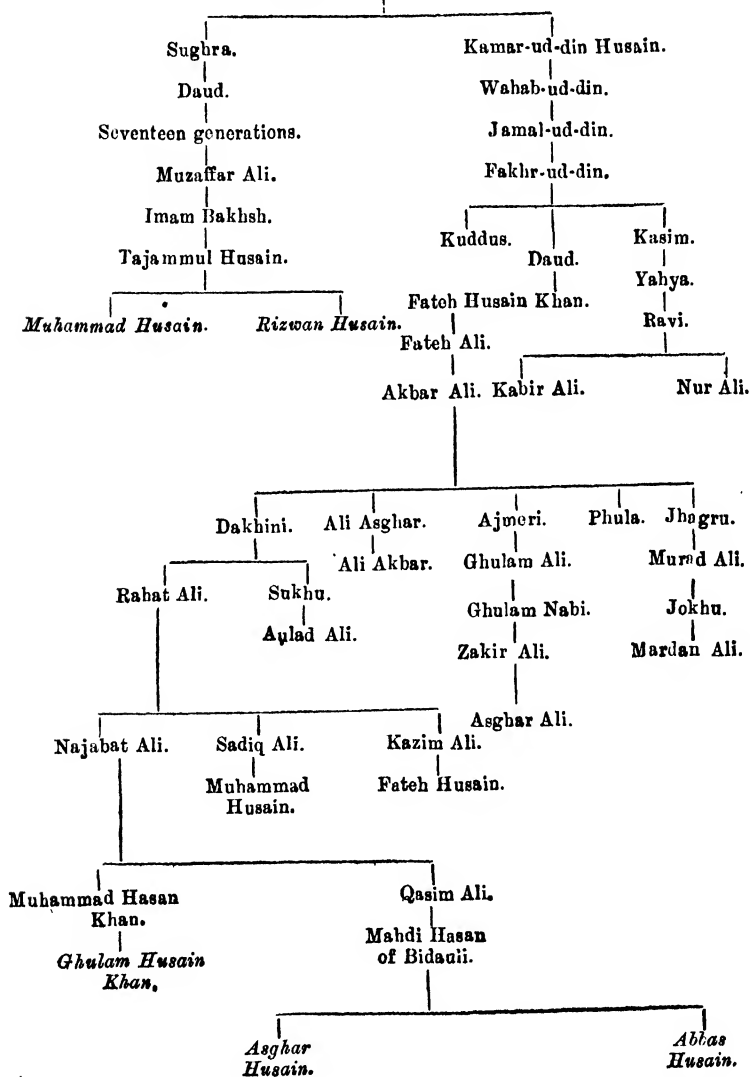 Sughra. Kamar-ud-din Husain.
Daud. Wahab-ud-din.
Seventeen generations. Jamal-ud-din.
Muzaffar Ali. Fakhr-ud-din.
Imam Bakhsh.
Kuddus. Kasim.
Tajammul Husain. Daud.
Yahya.
Fateh Husain Khan.
Muhammad Husain. Rizwan Husain. Ravi.
Fateh Ali.
Akbar Ali. Kabir Ali. Nur Ali.
Dakhini. Ali Asghar. Ajmeri. Phula. Jhagru.
Ali Akbar. Ghulam Ali. Murad Ali.
Rahat Ali. Sukhu.
Ghulam Nabi. Jokhu.
Aulad Ali.
Zakir Ali. Mardan Ali.
Asghar Ali.
Najabat Ali. Sadiq Ali. Kazim Ali.
Muhammad Fateh Husain.
Husain.
Muhammad Hasan Qasim Ali.
Khan.
Mahdi Hasan
Ghulam Husain of Bidauli.
Khan.
Asghar Abbas
Husain. Husain.